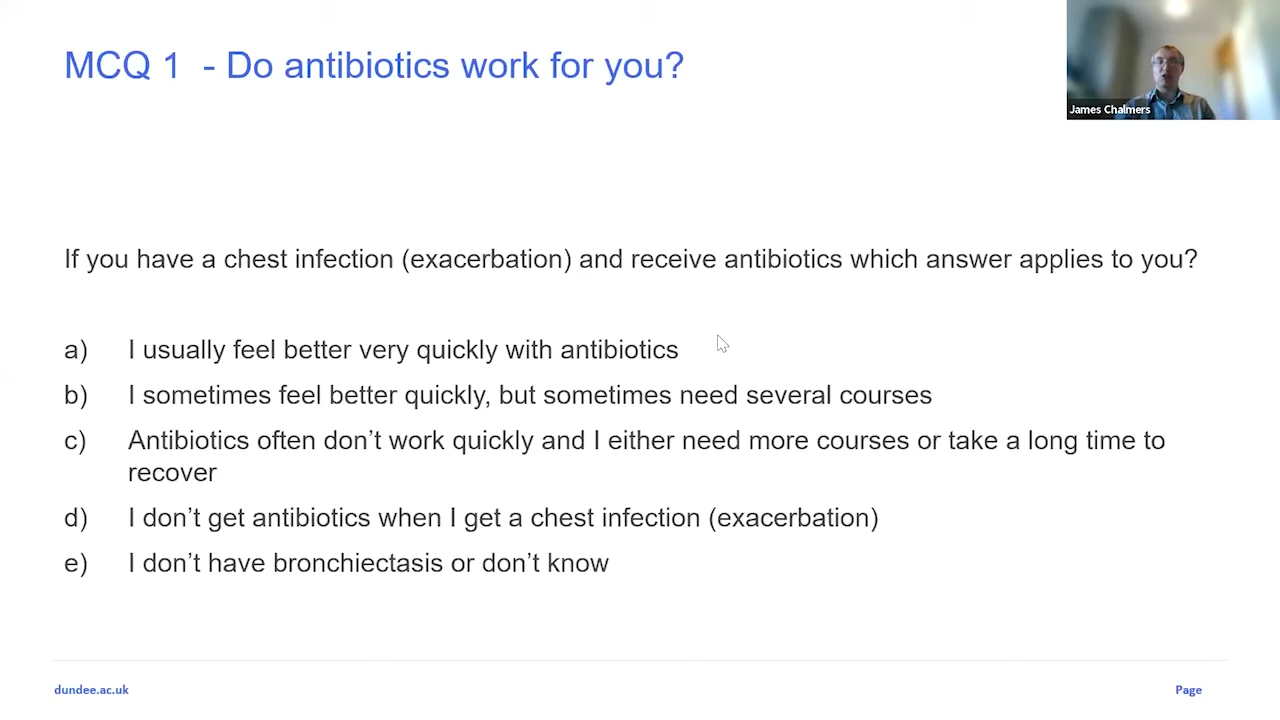 MCQ 1 - Do antibiotics work for you?
James Chalmers
If you have a chest infection (exacerbation) and receive antibiotics which answer applies to you?
a) I usually feel better very quickly with antibiotics
b) I sometimes feel better quickly, but sometimes need several courses
c) Antibiotics often don’t work quickly and I either need more courses or take a long time to
recover
d) I don’t get antibiotics when I get a chest infection (exacerbation)
e) I don’t have bronchiectasis or don’t know
dundee.ac.uk
Page